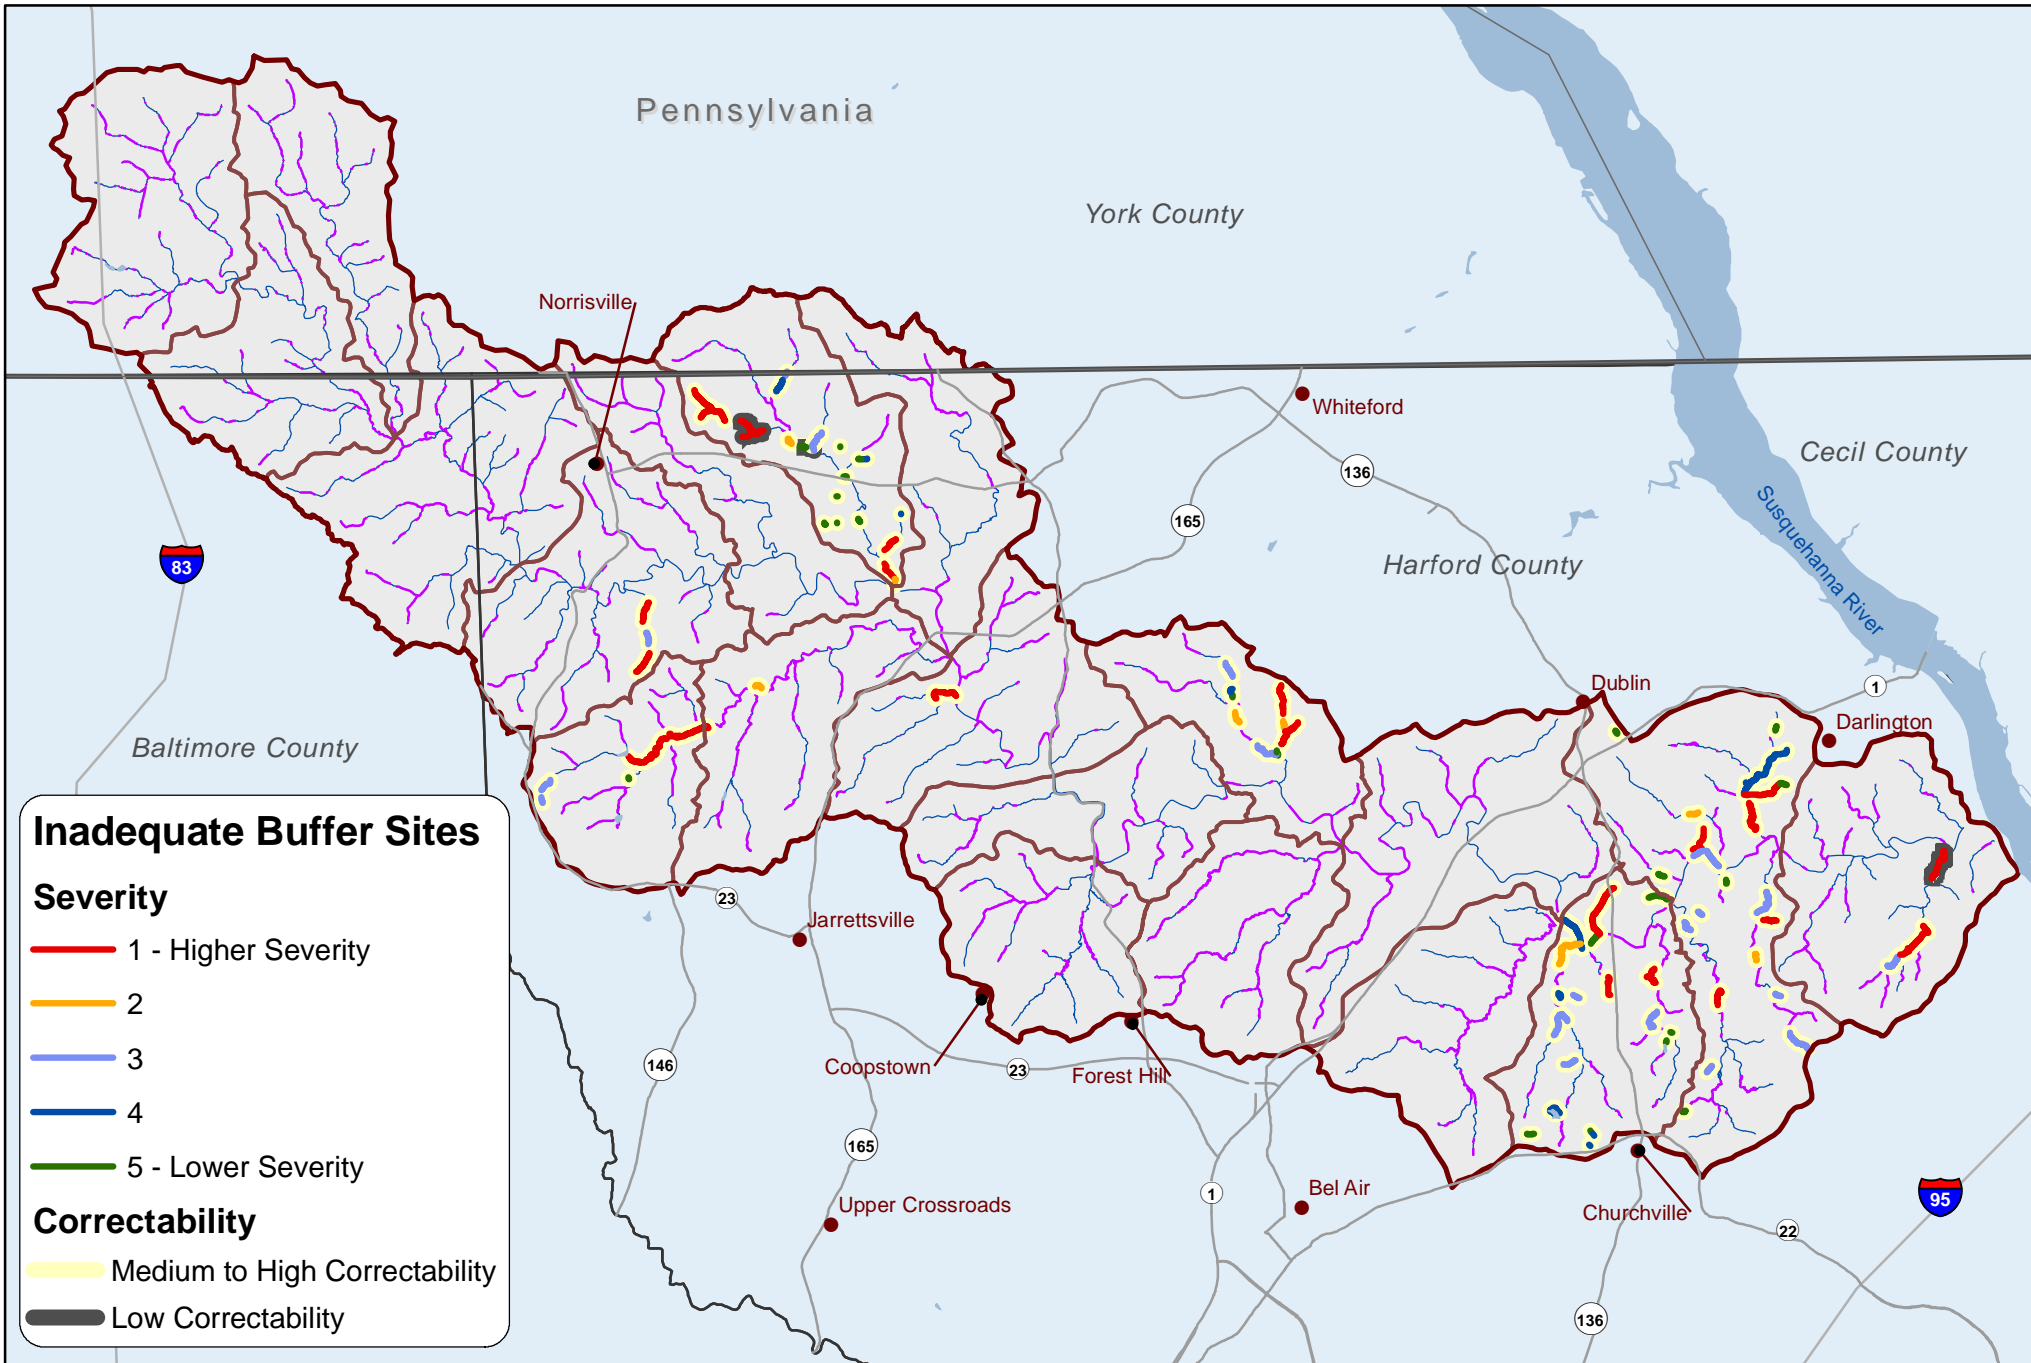 Pennsylvania
York County
Norrisville
Whiteford
Cecil County
136
165
Susquehanna River
83
Harford County
Dublin
1
Darlington
Baltimore County
Inadequate Buffer Sites
Severity
1 - Higher Severity
2
3
4
5 - Lower Severity
Correctability
Medium to High Correctability
Low Correctability
23
Jarrettsville
146
Coopstown
23
Forest Hill
165
Upper Crossroads
1
Bel Air
Churchville
22
95
136